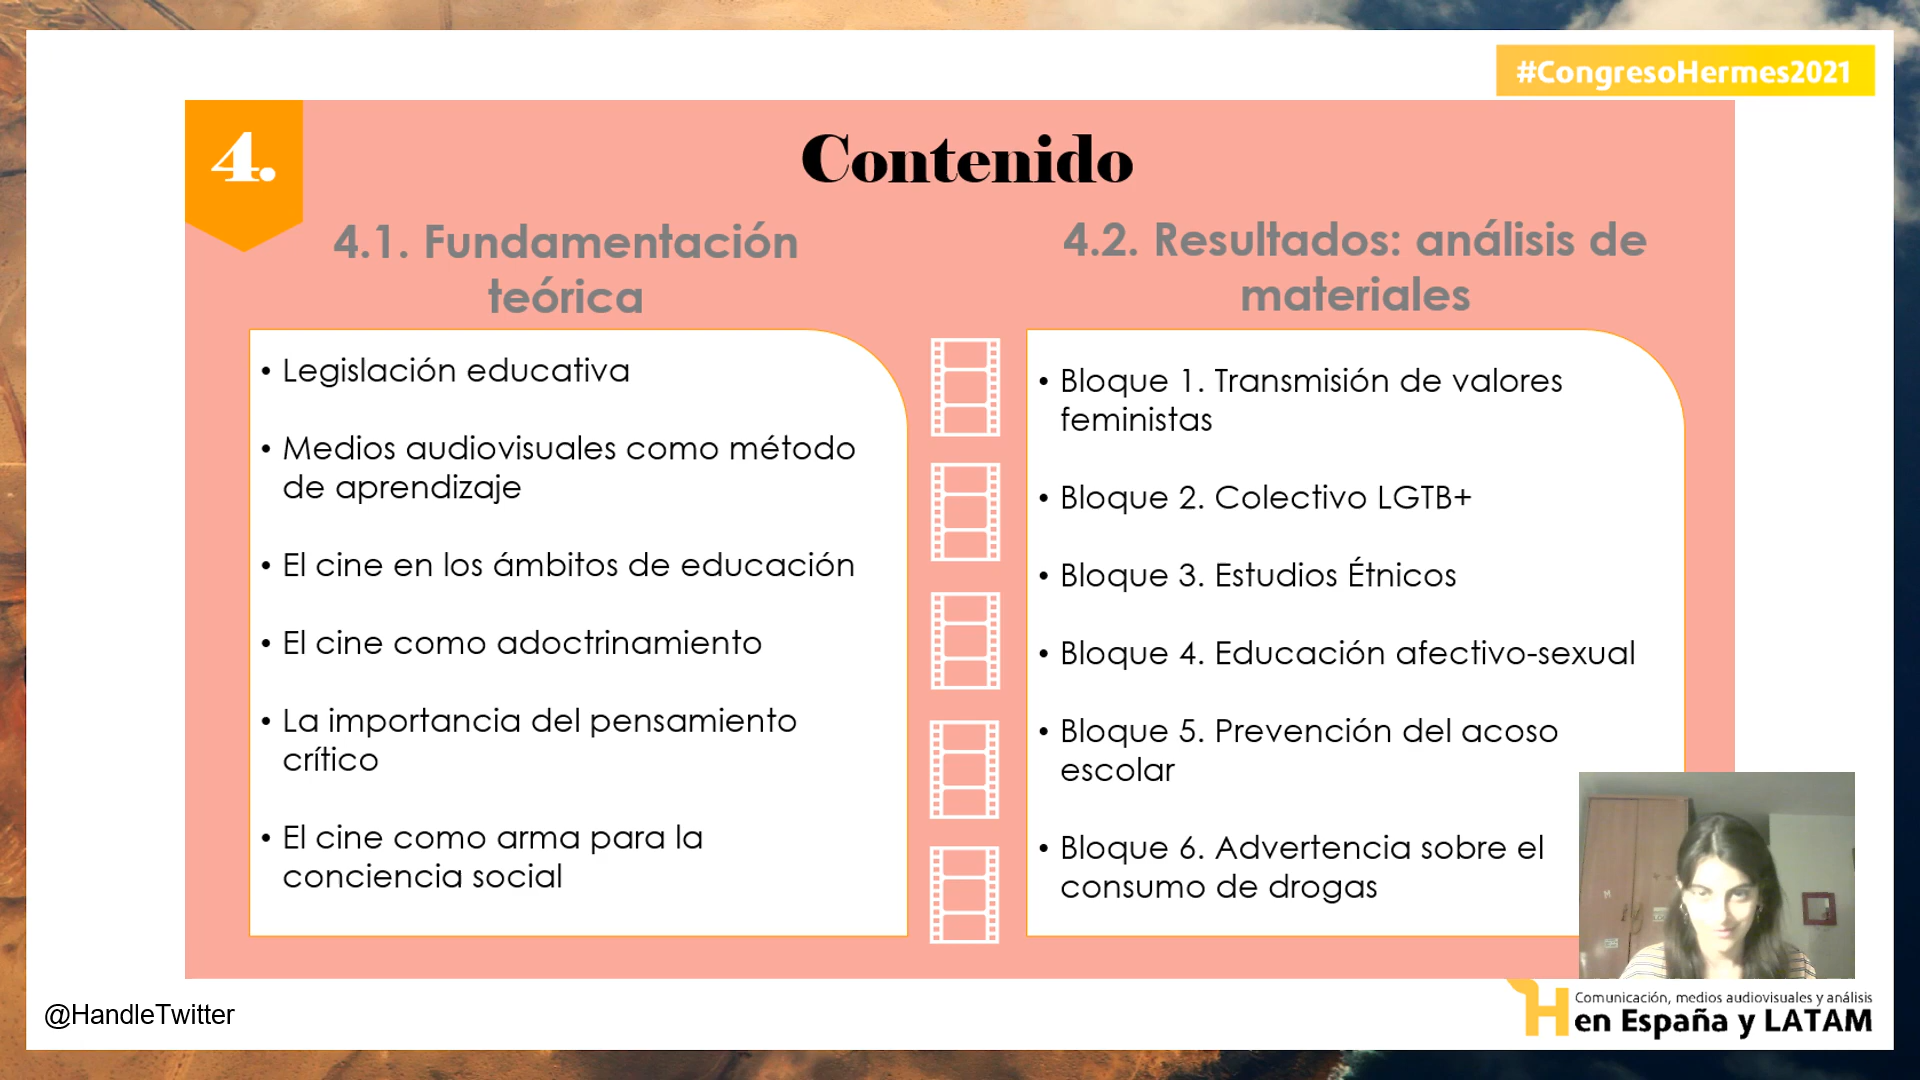 #CongresoHermes2021
4.
Contenido
4.1. Fundamentación
teórica
• Legislación educativa
• Medios audiovisuales como método
de aprendizaje
• El cine en los ámbitos de educación
• El cine como adoctrinamiento
• La importancia del pensamiento
crítico
• El cine como arma para la
conciencia social
4.2. Resultados: análisis de
materiales
• Bloque 1. Transmisión de valores
feministas
• Bloque 2. Colectivo LGTB+
• Bloque 3. Estudios Étnicos
• Bloque 4. Educación afectivo-sexual
• Bloque 5. Prevención del acoso
escolar
• Bloque 6. Advertencia sobre el
consumo de drogas
@HandleTwitter
H
Comunicación, medios audiovisuales y análisis
en España y LATAM